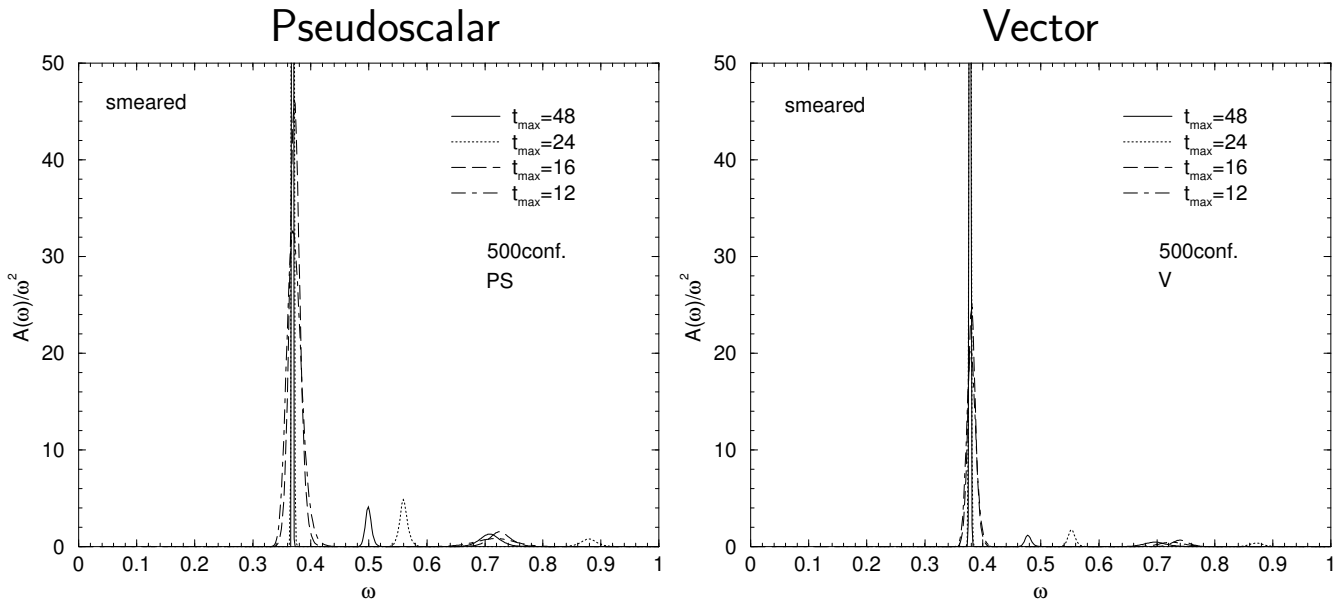 Pseudoscalar
50
40
30
20
10
0
A(ω)/ω²
smeared
t_max=48
t_max=24
t_max=16
t_max=12
500conf.
PS
0 0.1 0.2 0.3 0.4 0.5 0.6 0.7 0.8 0.9 1
ω
Vector
50
40
30
20
10
0
A(ω)/ω²
smeared
t_max=48
t_max=24
t_max=16
t_max=12
500conf.
V
0 0.1 0.2 0.3 0.4 0.5 0.6 0.7 0.8 0.9 1
ω